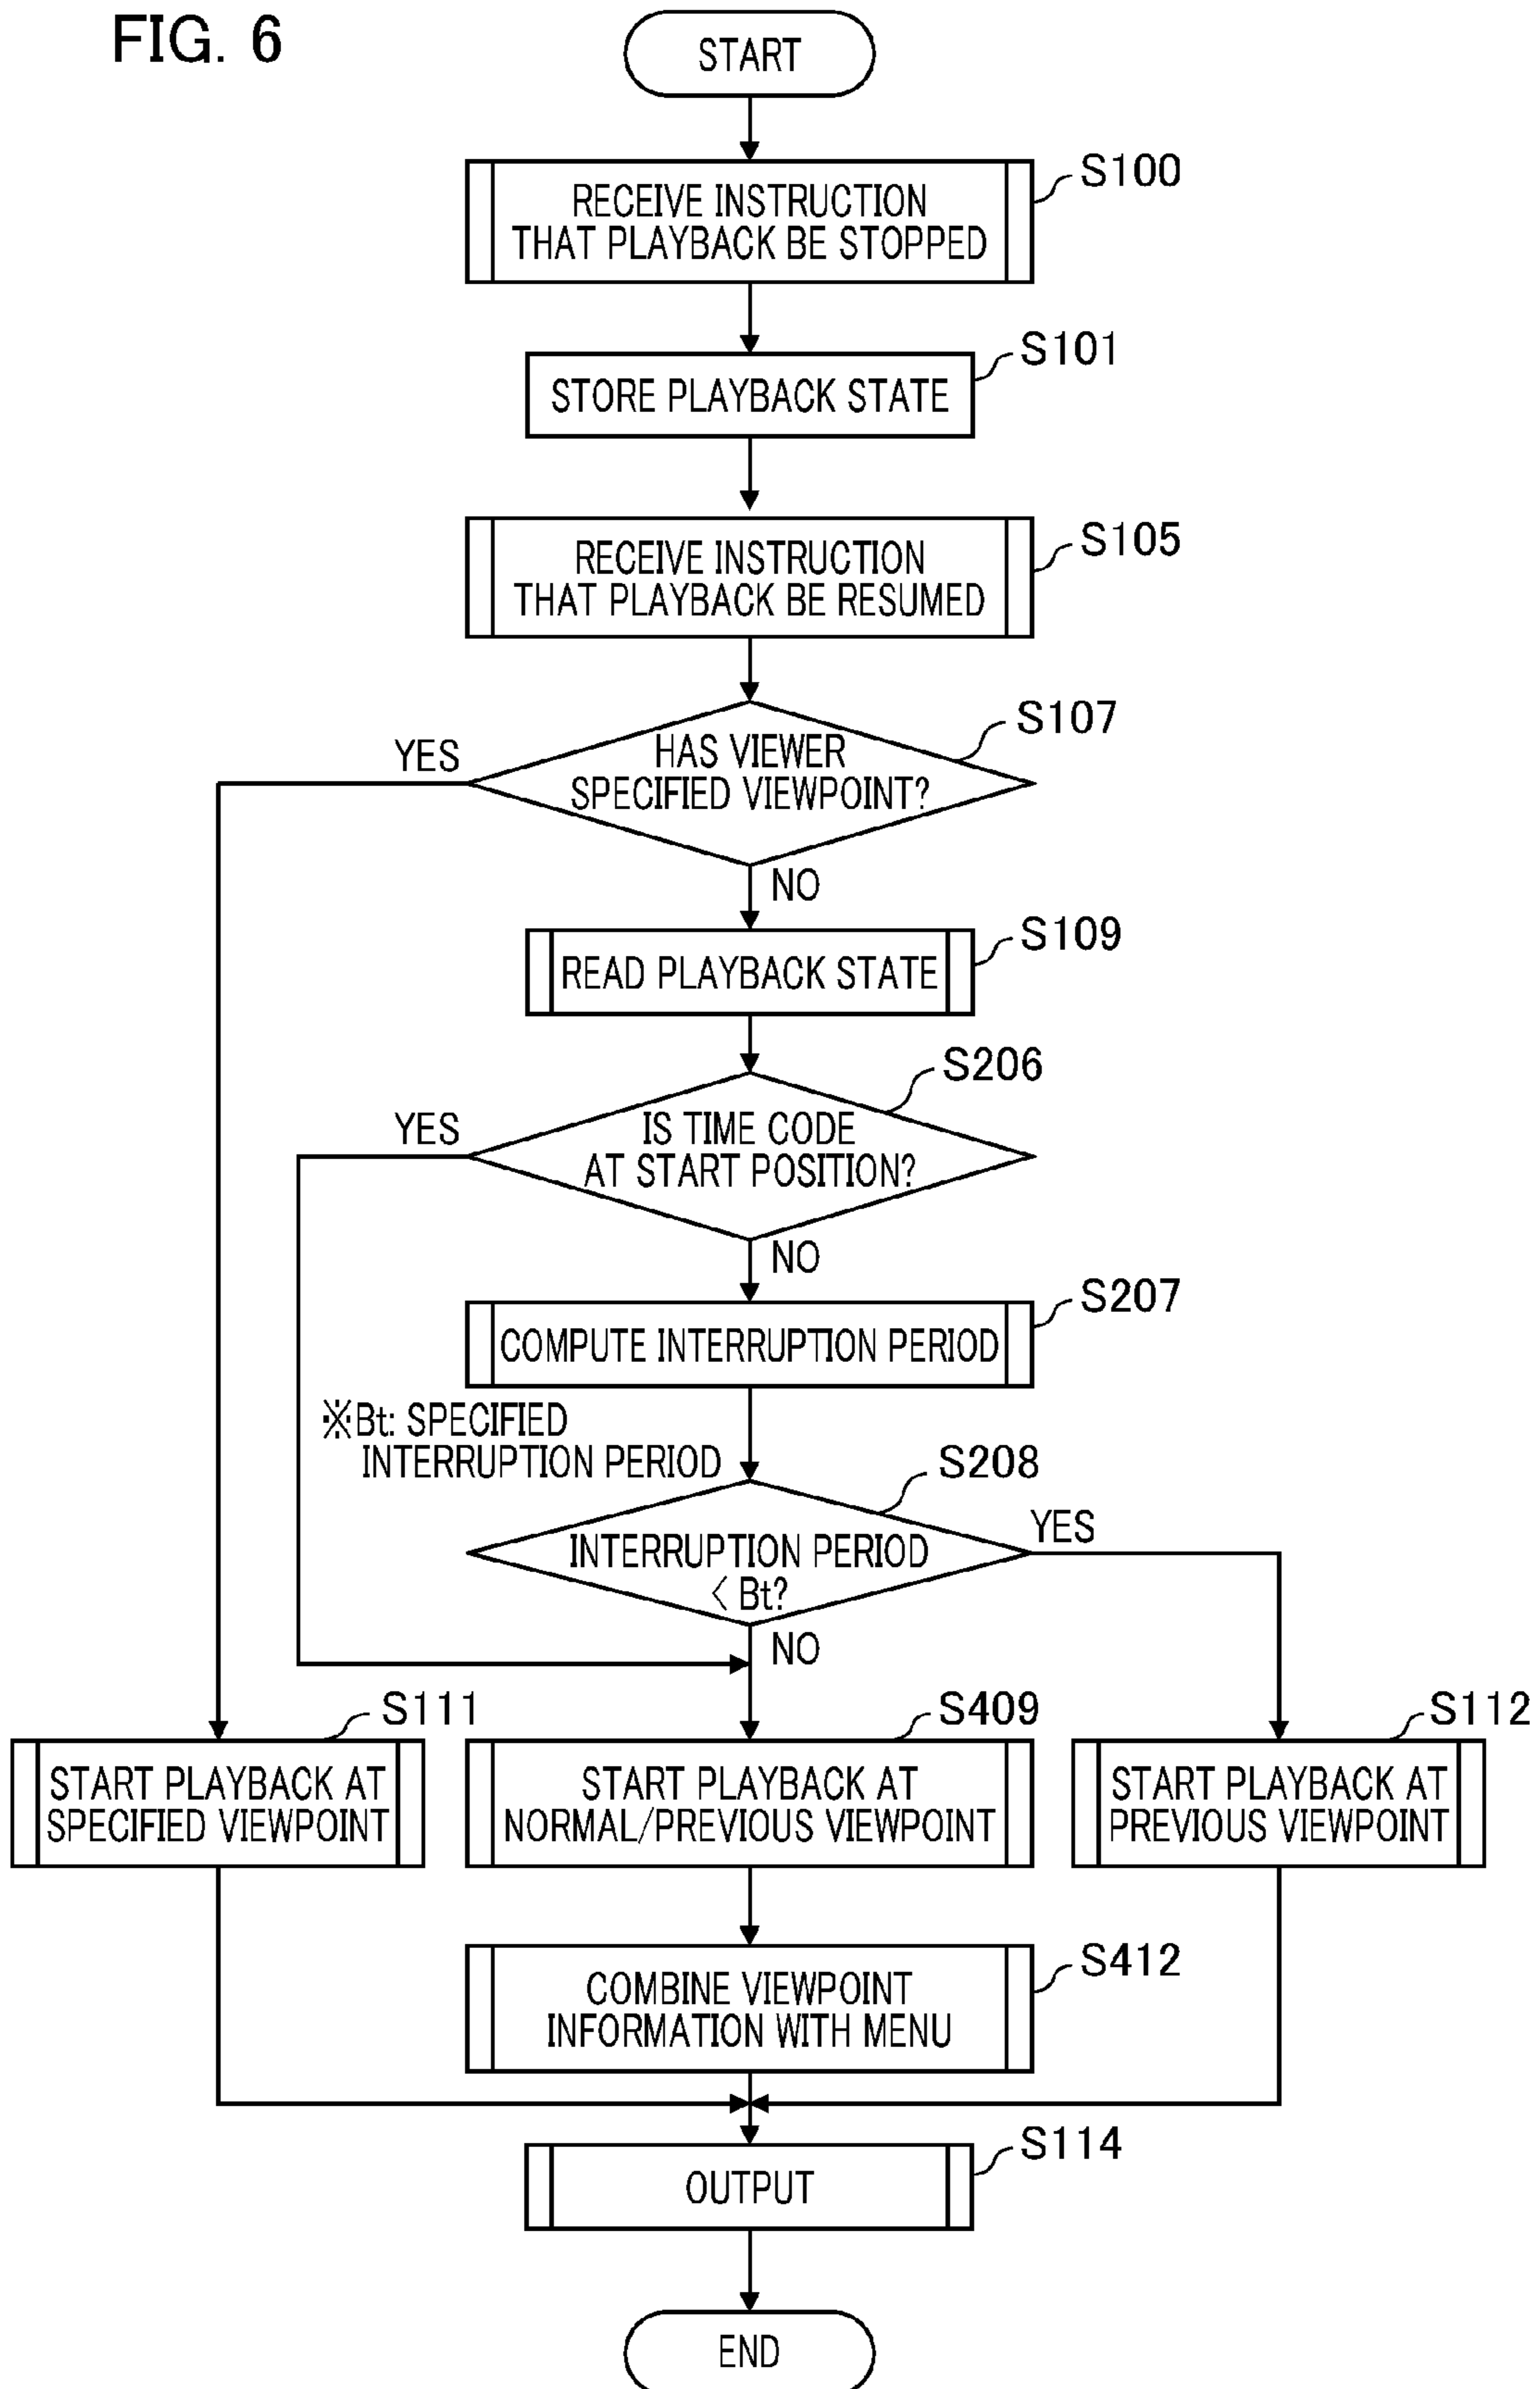 FIG. 6
START
S100
RECEIVE INSTRUCTION
THAT PLAYBACK BE STOPPED
S101
STORE PLAYBACK STATE
S105
RECEIVE INSTRUCTION
THAT PLAYBACK BE RESUMED
S107
YES
HAS VIEWER
SPECIFIED VIEWPOINT?
NO
S109
READ PLAYBACK STATE
S206
YES
IS TIME CODE
AT START POSITION?
NO
S207
COMPUTE INTERRUPTION PERIOD
※Bt: SPECIFIED
INTERRUPTION PERIOD
S208
YES
INTERRUPTION PERIOD
< Bt?
NO
S111
S409
S112
START PLAYBACK AT
SPECIFIED VIEWPOINT
START PLAYBACK AT
NORMAL/PREVIOUS VIEWPOINT
START PLAYBACK AT
PREVIOUS VIEWPOINT
S412
COMBINE VIEWPOINT
INFORMATION WITH MENU
S114
OUTPUT
END